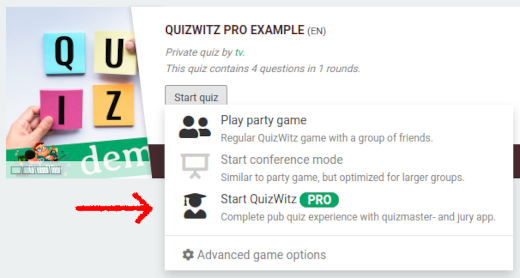 QUIZWITZ PRO EXAMPLE (EN)
Private quiz by tv.
This quiz contains 4 questions in 1 rounds.
Start quiz
Q U
I Z
dem
Play party game
Regular QuizWitz game with a group of friends.
Start conference mode
Similar to party game, but optimized for larger groups.
Start QuizWitz PRO
Complete pub quiz experience with quizmaster- and jury app.
Advanced game options